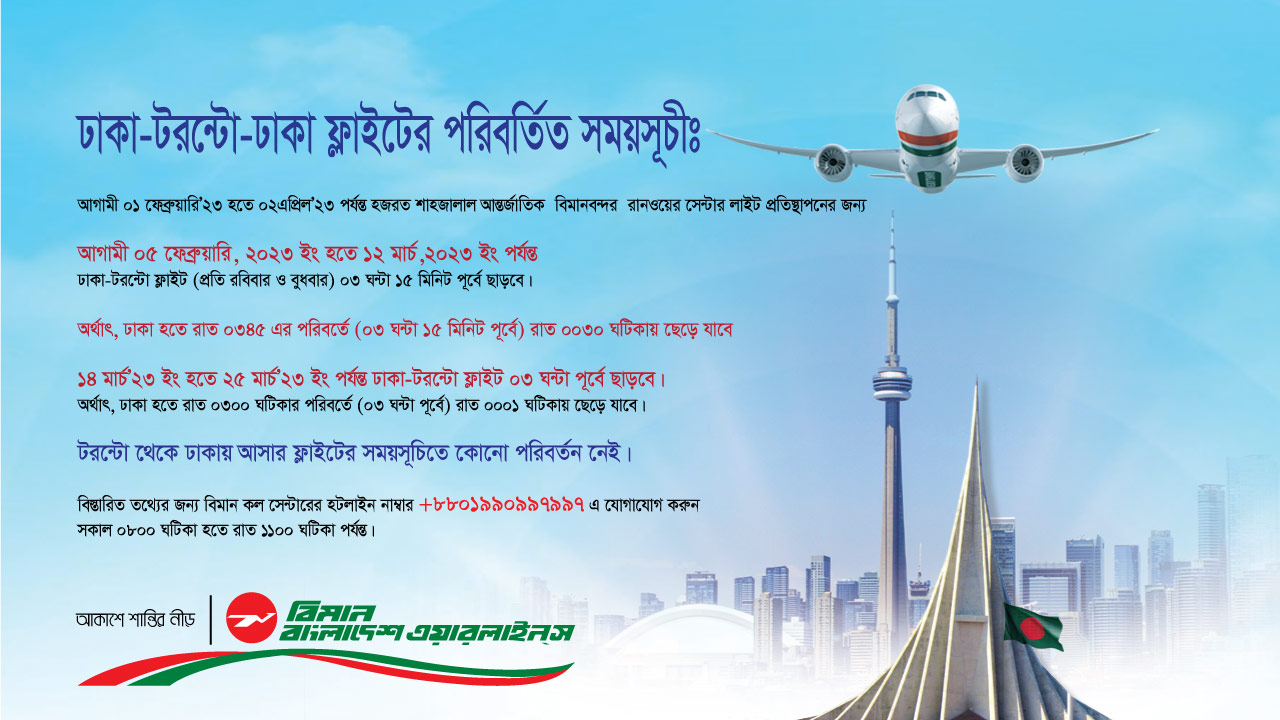 ঢাকা-টরন্টো-ঢাকা ফ্লাইটের পরিবর্তিত সময়সূচীঃ
আগামী ০১ ফেব্রুয়ারি'২৩ হতে ০২এপ্রিল'২৩ পর্যন্ত হজরত শাহজালাল আন্তর্জাতিক বিমানবন্দর রানওয়ের সেন্টার লাইট প্রতিস্থাপনের জন্য
আগামী ০৫ ফেব্রুয়ারি, ২০২৩ ইং হতে ১২ মার্চ,২০২৩ ইং পর্যন্ত
ঢাকা-টরন্টো ফ্লাইট (প্রতি রবিবার ও বুধবার) ০৩ ঘন্টা ১৫ মিনিট পূর্বে ছাড়বে।
অর্থাৎ, ঢাকা হতে রাত ০৩৪৫ এর পরিবর্তে (০৩ ঘন্টা ১৫ মিনিট পূর্বে) রাত ০০৩০ ঘটিকায় ছেড়ে যাবে
১৪ মার্চ'২৩ ইং হতে ২৫ মার্চ'২৩ ইং পর্যন্ত ঢাকা-টরন্টো ফ্লাইট ০৩ ঘন্টা পূর্বে ছাড়বে।
অর্থাৎ, ঢাকা হতে রাত ০৩০০ ঘটিকার পরিবর্তে (০৩ ঘন্টা পূর্বে) রাত ০০০১ ঘটিকায় ছেড়ে যাবে।
টরন্টো থেকে ঢাকায় আসার ফ্লাইটের সময়সূচিতে কোনো পরিবর্তন নেই।
বিস্তারিত তথ্যের জন্য বিমান কল সেন্টারের হটলাইন নাম্বার +৮৮০১৯৯০৯৯৭৯৯৭ এ যোগাযোগ করুন
সকাল ০৮০০ ঘটিকা হতে রাত ১১০০ ঘটিকা পর্যন্ত।
আকাশে শান্তির নীড়
বিমান
বাংলাদেশ এয়ারলাইন্স